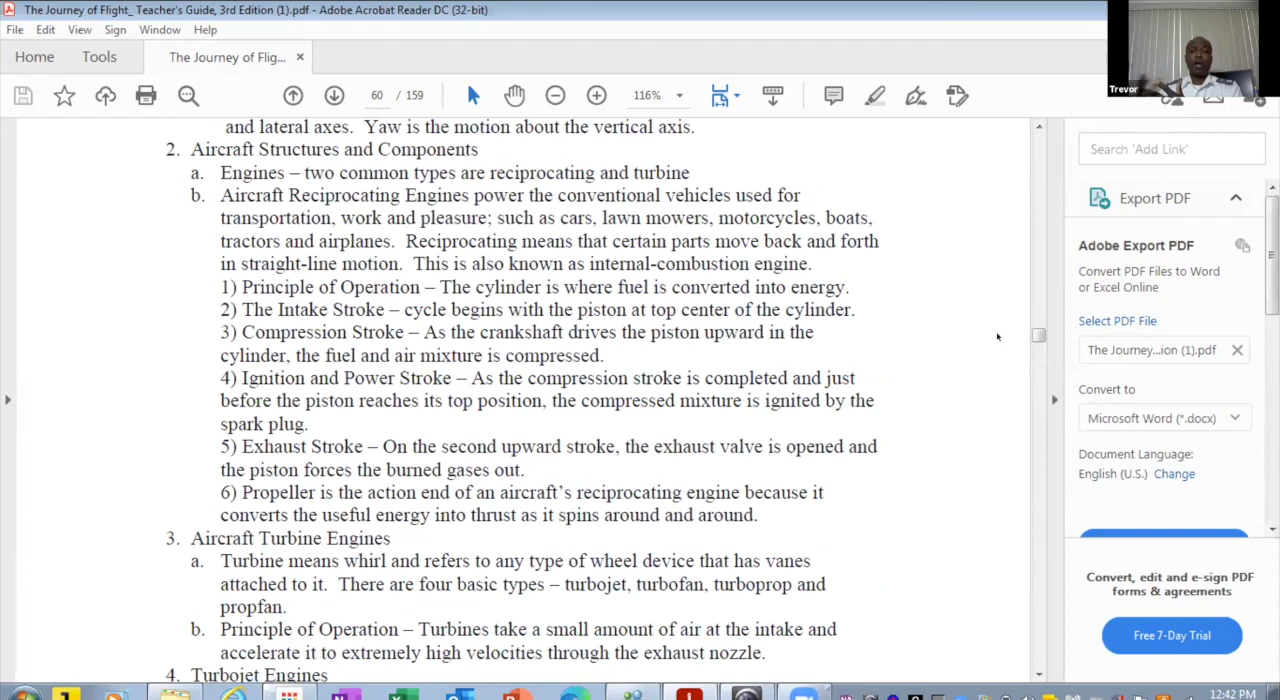 The Journey of Flight_ Teacher's Guide, 3rd Edition (1).pdf - Adobe Acrobat Reader DC (32-bit)
File Edit View Sign Window Help
Home Tools The Journey of Flig... ×
60 / 159 116%
Trevor
and lateral axes. Yaw is the motion about the vertical axis.
2. Aircraft Structures and Components
a. Engines – two common types are reciprocating and turbine
b. Aircraft Reciprocating Engines power the conventional vehicles used for
transportation, work and pleasure; such as cars, lawn mowers, motorcycles, boats,
tractors and airplanes. Reciprocating means that certain parts move back and forth
in straight-line motion. This is also known as internal-combustion engine.
1) Principle of Operation – The cylinder is where fuel is converted into energy.
2) The Intake Stroke – cycle begins with the piston at top center of the cylinder.
3) Compression Stroke – As the crankshaft drives the piston upward in the
cylinder, the fuel and air mixture is compressed.
4) Ignition and Power Stroke – As the compression stroke is completed and just
before the piston reaches its top position, the compressed mixture is ignited by the
spark plug.
5) Exhaust Stroke – On the second upward stroke, the exhaust valve is opened and
the piston forces the burned gases out.
6) Propeller is the action end of an aircraft's reciprocating engine because it
converts the useful energy into thrust as it spins around and around.
3. Aircraft Turbine Engines
a. Turbine means whirl and refers to any type of wheel device that has vanes
attached to it. There are four basic types – turbojet, turbofan, turboprop and
propfan.
b. Principle of Operation – Turbines take a small amount of air at the intake and
accelerate it to extremely high velocities through the exhaust nozzle.
4. Turbojet Engines
Search 'Add Link'
Export PDF
Adobe Export PDF
Convert PDF Files to Word
or Excel Online
Select PDF File
The Journey...ion (1).pdf
Convert to
Microsoft Word (*.docx)
Document Language:
English (U.S.) Change
Convert, edit and e-sign PDF
forms & agreements
Free 7-Day Trial
12:42 PM